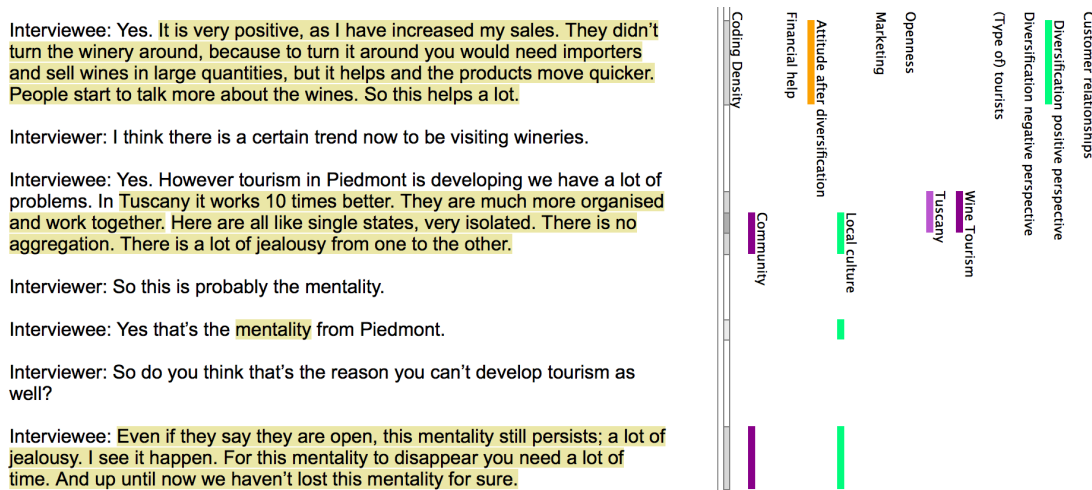 Interviewee: Yes. It is very positive, as I have increased my sales. They didn't
turn the winery around, because to turn it around you would need importers
and sell wines in large quantities, but it helps and the products move quicker.
People start to talk more about the wines. So this helps a lot.
Interviewer: I think there is a certain trend now to be visiting wineries.
Interviewee: Yes. However tourism in Piedmont is developing we have a lot of
problems. In Tuscany it works 10 times better. They are much more organised
and work together. Here are all like single states, very isolated. There is no
aggregation. There is a lot of jealousy from one to the other.
Interviewer: So this is probably the mentality.
Interviewee: Yes that's the mentality from Piedmont.
Interviewer: So do you think that's the reason you can't develop tourism as
well?
Interviewee: Even if they say they are open, this mentality still persists; a lot of
jealousy. I see it happen. For this mentality to disappear you need a lot of
time. And up until now we haven't lost this mentality for sure.
Coding Density
Community
Financial help
Attitude after diversification
Local culture
Marketing
Openness
Tuscany
Wine Tourism
(Type of) tourists
Diversification negative perspective
Diversification positive perspective
Customer relationships